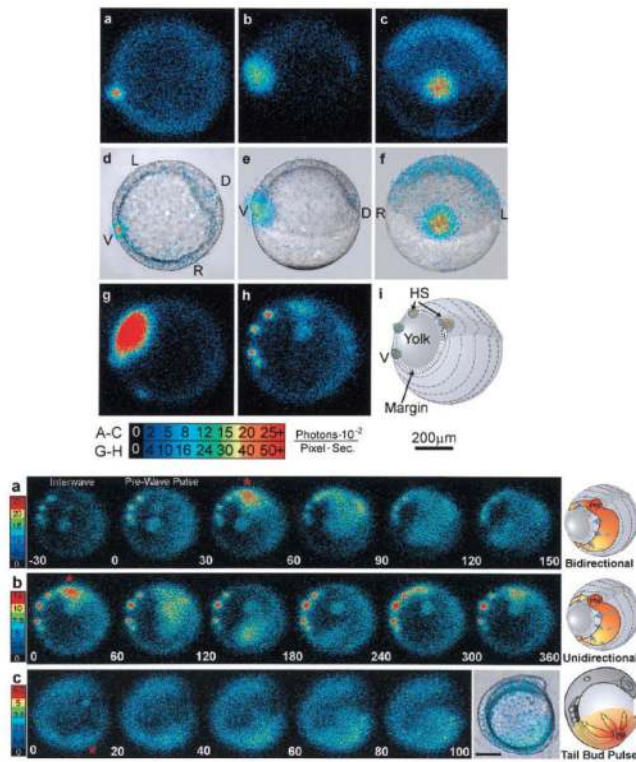 a b c
d L D V R
e V D
f R L
g h i HS
Yolk
V
Margin
A-C 0 2 5 8 12 15 20 25+ Photons·10-2
G-H 0 4 10 16 24 30 40 50+ Pixel·Sec.
200µm
a Interwave Pre-Wave Pulse
-30 0 30 60 90 120 150
Bidirectional
b
0 60 120 180 240 300 360
Unidirectional
c
0 20 40 60 80 100
Tail Bud Pulse